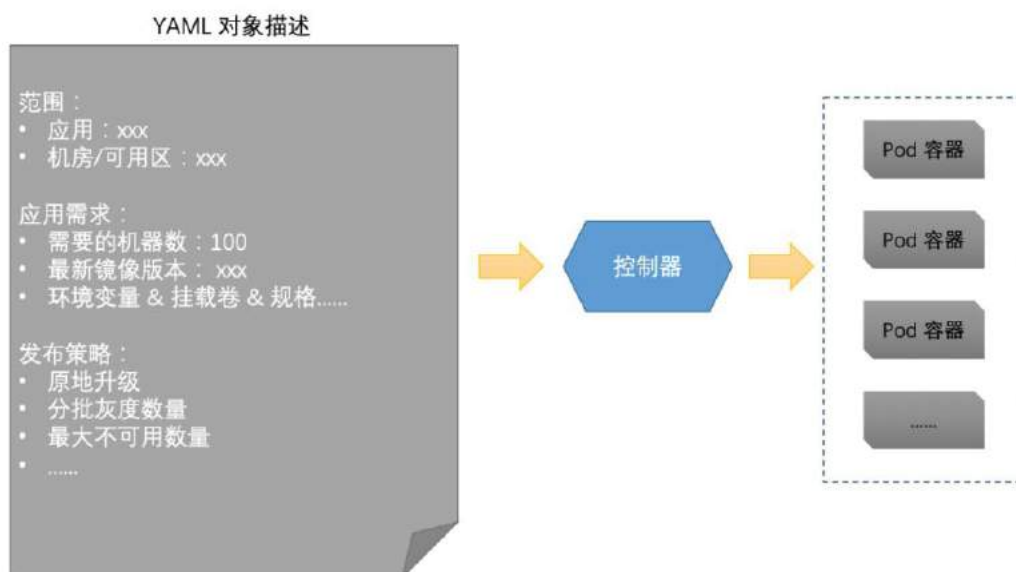 YAML 对象描述
范围：
• 应用：xxx
• 机房/可用区：xxx
应用需求：
• 需要的机器数：100
• 最新镜像版本： xxx
• 环境变量 & 挂载卷 & 规格……
发布策略：
• 原地升级
• 分批灰度数量
• 最大不可用数量
• ……
控制器
Pod 容器
Pod 容器
Pod 容器
……